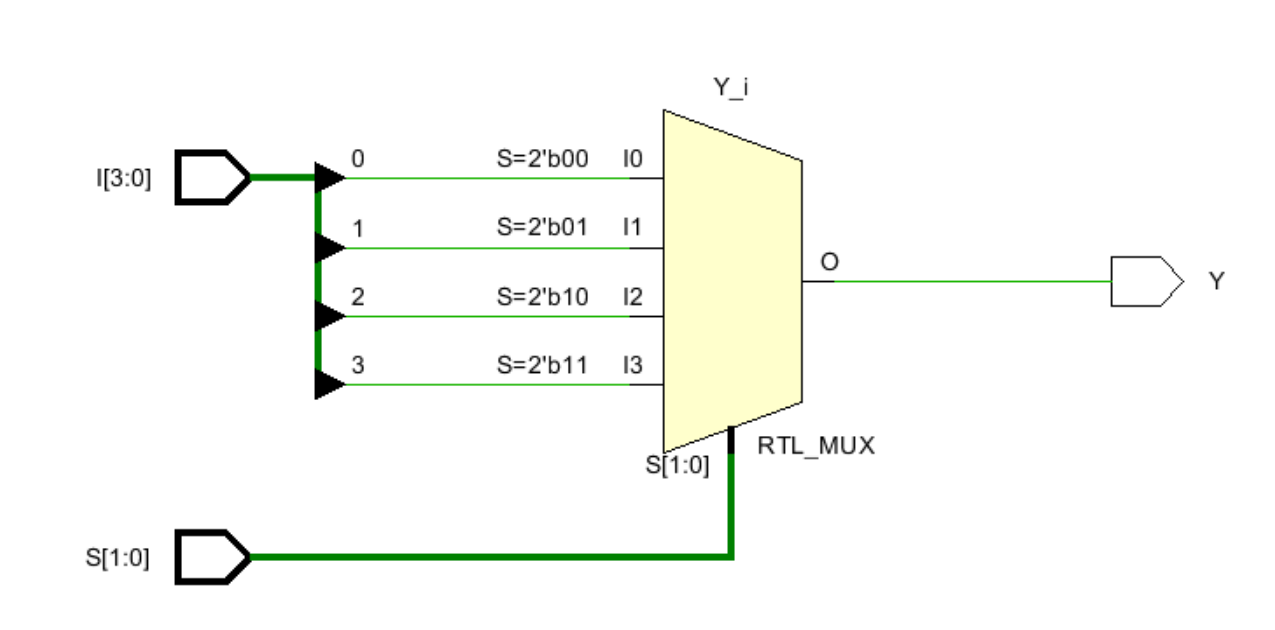 Y_i
0 S=2'b00 I0
I[3:0]
1 S=2'b01 I1
O
Y
2 S=2'b10 I2
3 S=2'b11 I3
RTL_MUX
S[1:0]
S[1:0]